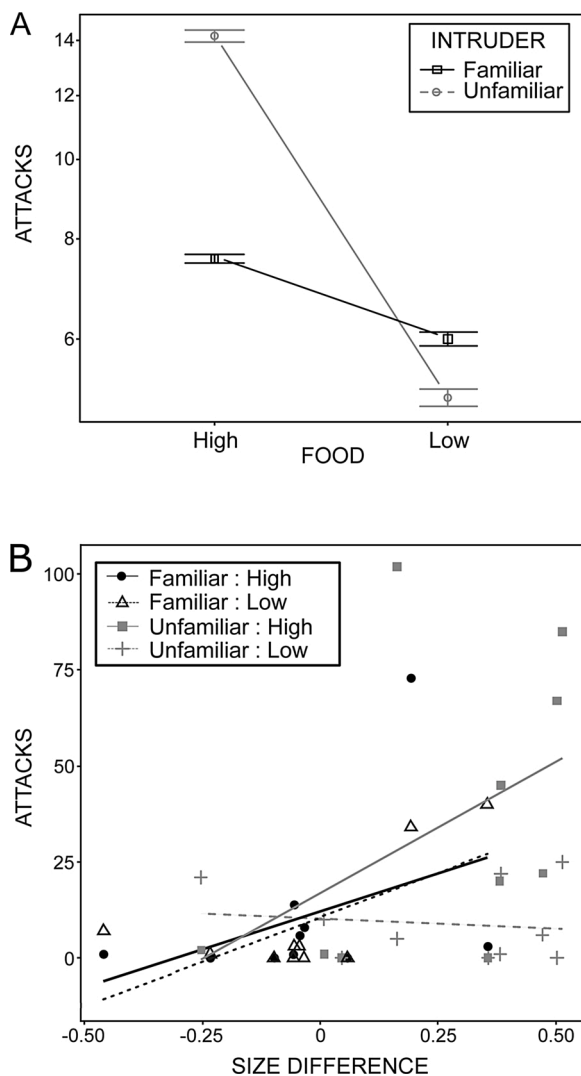 A
INTRUDER
Familiar
Unfamiliar
14
12
10
8
6
ATTACKS
High
Low
FOOD
B
Familiar : High
Familiar : Low
Unfamiliar : High
Unfamiliar : Low
100
75
50
25
0
ATTACKS
-0.50
-0.25
0
0.25
0.50
SIZE DIFFERENCE